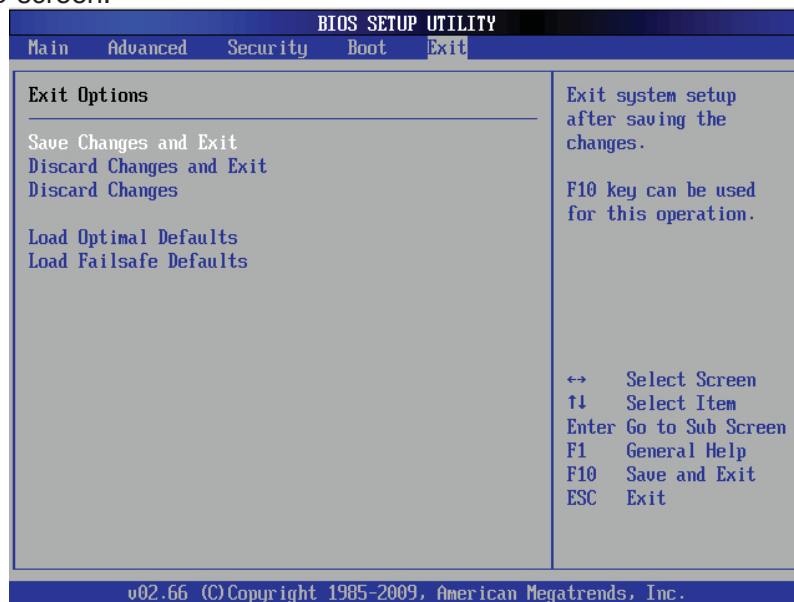 screen.
BIOS SETUP UTILITY
Main Advanced Security Boot Exit
Exit Options
Save Changes and Exit
Discard Changes and Exit
Discard Changes
Load Optimal Defaults
Load Failsafe Defaults
Exit system setup
after saving the
changes.
F10 key can be used
for this operation.
↔ Select Screen
↑↓ Select Item
Enter Go to Sub Screen
F1 General Help
F10 Save and Exit
ESC Exit
v02.66 (C)Copyright 1985-2009, American Megatrends, Inc.